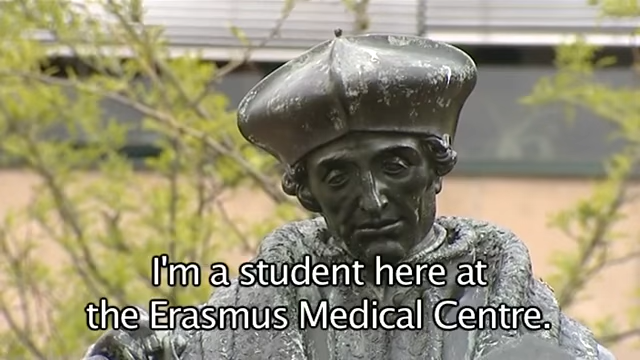 I'm a student here at
the Erasmus Medical Centre.